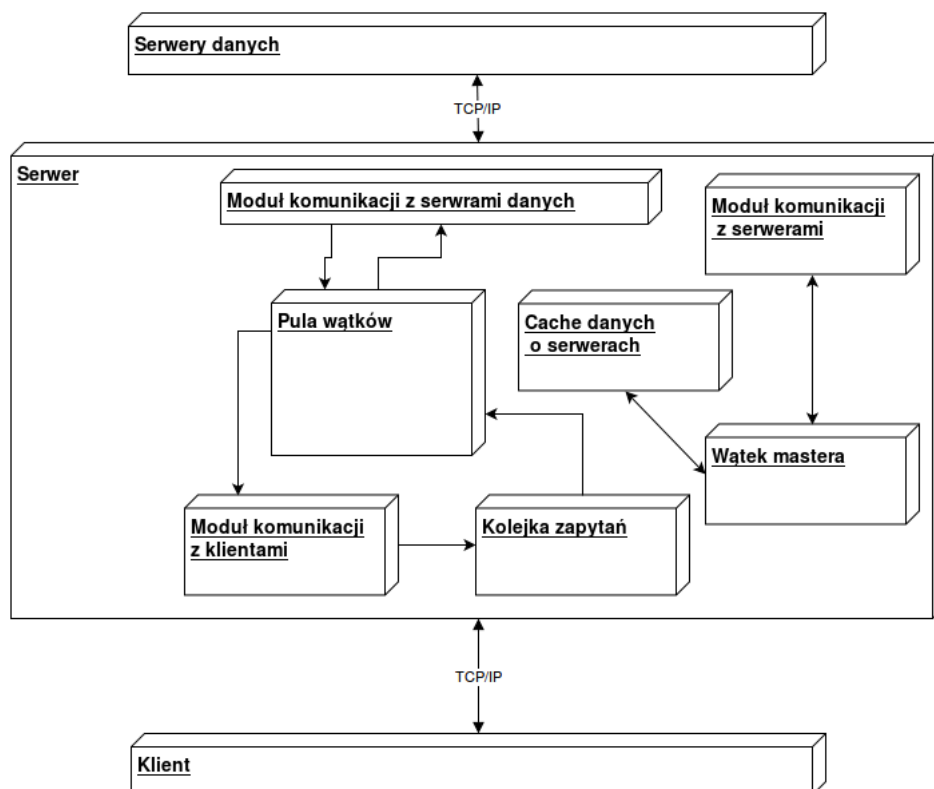 Serwery danych
TCP/IP
Serwer
Moduł komunikacji z serwrami danych
Moduł komunikacji
z serwerami
Pula wątków
Cache danych
o serwerach
Wątek mastera
Moduł komunikacji
z klientami
Kolejka zapytań
TCP/IP
Klient